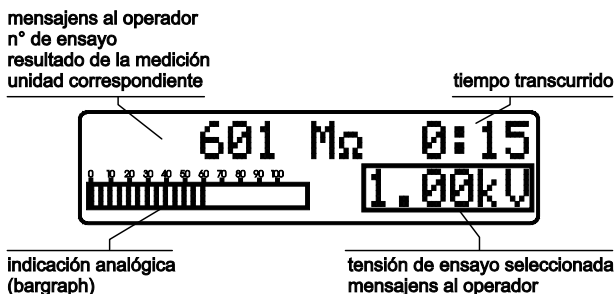 mensajens al operador
n° de ensayo
resultado de la medición
unidad correspondiente
tiempo transcurrido
601 MΩ 0:15
0 10 20 30 40 50 60 70 80 90 100
1.00kV
indicación analógica
(bargraph)
tensión de ensayo seleccionada
mensajens al operador